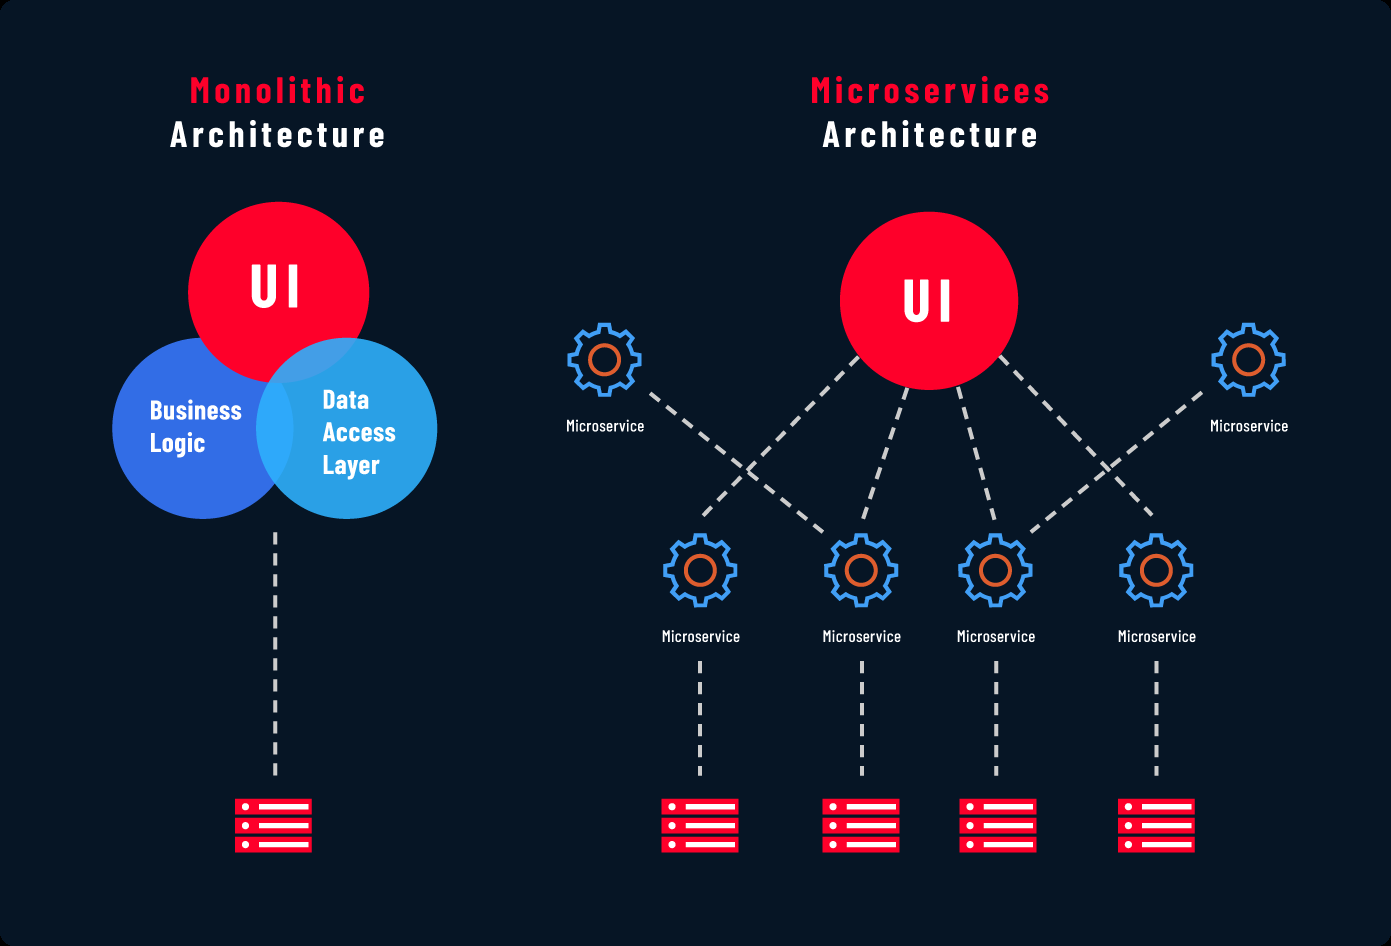 Monolithic
Architecture
UI
Business
Logic
Data
Access
Layer
Microservices
Architecture
UI
Microservice
Microservice
Microservice
Microservice
Microservice
Microservice